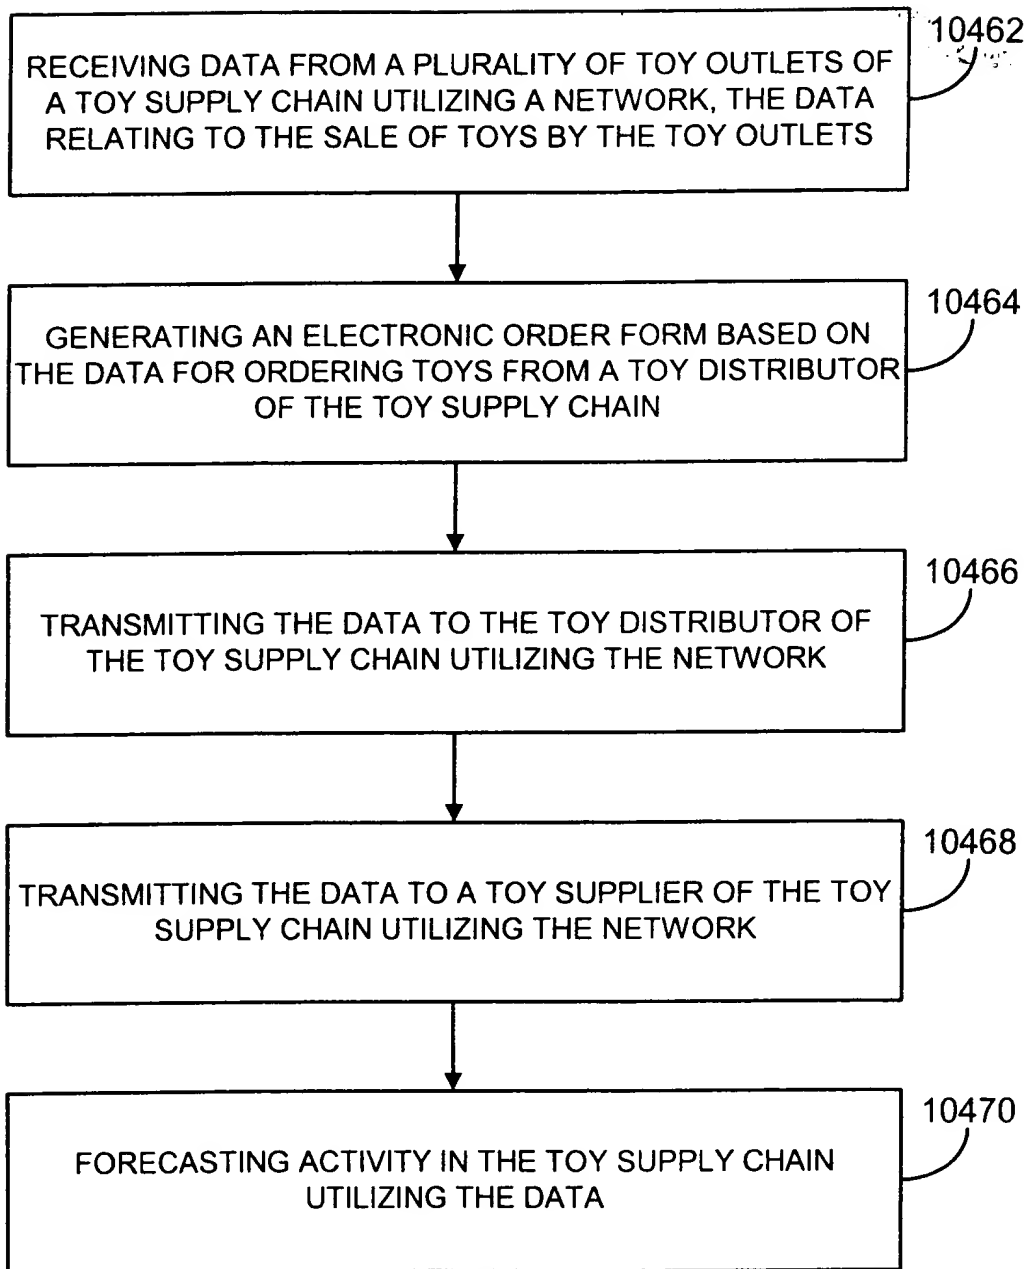 10462
RECEIVING DATA FROM A PLURALITY OF TOY OUTLETS OF
A TOY SUPPLY CHAIN UTILIZING A NETWORK, THE DATA
RELATING TO THE SALE OF TOYS BY THE TOY OUTLETS
10464
GENERATING AN ELECTRONIC ORDER FORM BASED ON
THE DATA FOR ORDERING TOYS FROM A TOY DISTRIBUTOR
OF THE TOY SUPPLY CHAIN
10466
TRANSMITTING THE DATA TO THE TOY DISTRIBUTOR OF
THE TOY SUPPLY CHAIN UTILIZING THE NETWORK
10468
TRANSMITTING THE DATA TO A TOY SUPPLIER OF THE TOY
SUPPLY CHAIN UTILIZING THE NETWORK
10470
FORECASTING ACTIVITY IN THE TOY SUPPLY CHAIN
UTILIZING THE DATA